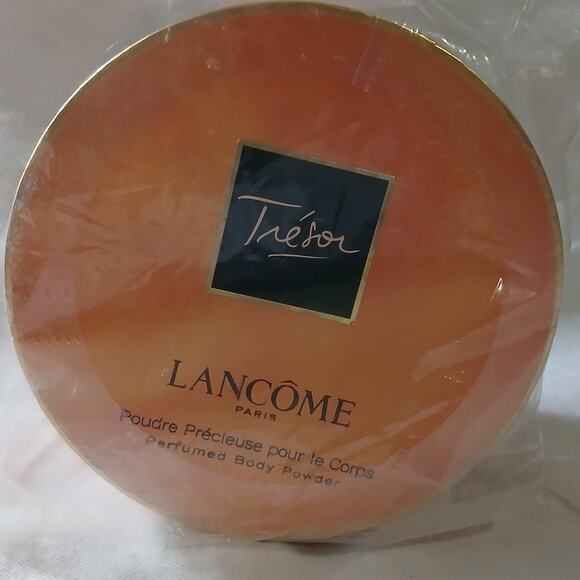 Trésor
LANCÔME
PARIS
Poudre Précieuse pour le Corps
Perfumed Body Powder